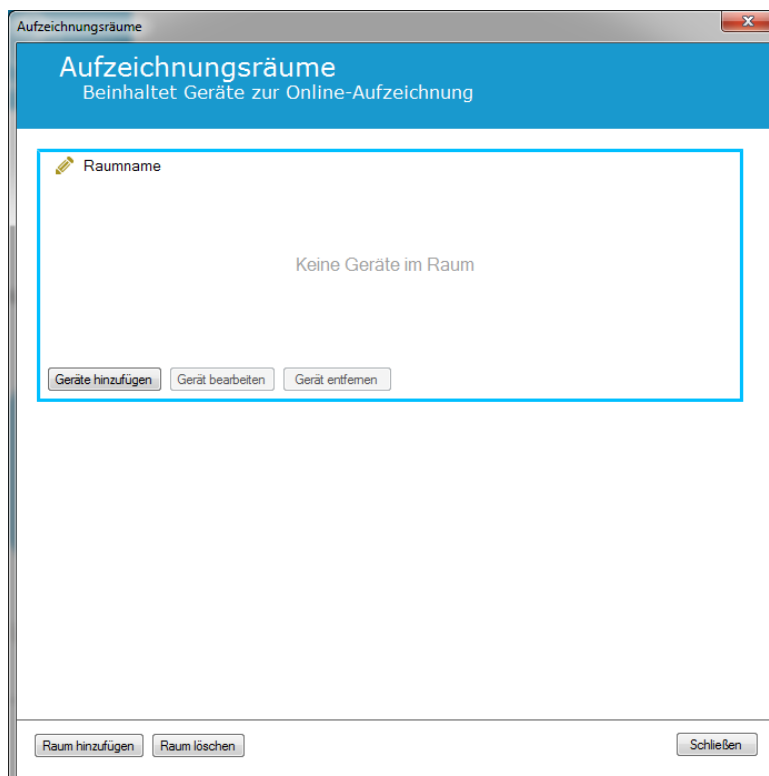 Aufzeichnungsräume
Aufzeichnungsräume
Beinhaltet Geräte zur Online-Aufzeichnung
Raumname
Keine Geräte im Raum
Geräte hinzufügen Gerät bearbeiten Gerät entfernen
Raum hinzufügen Raum löschen Schließen